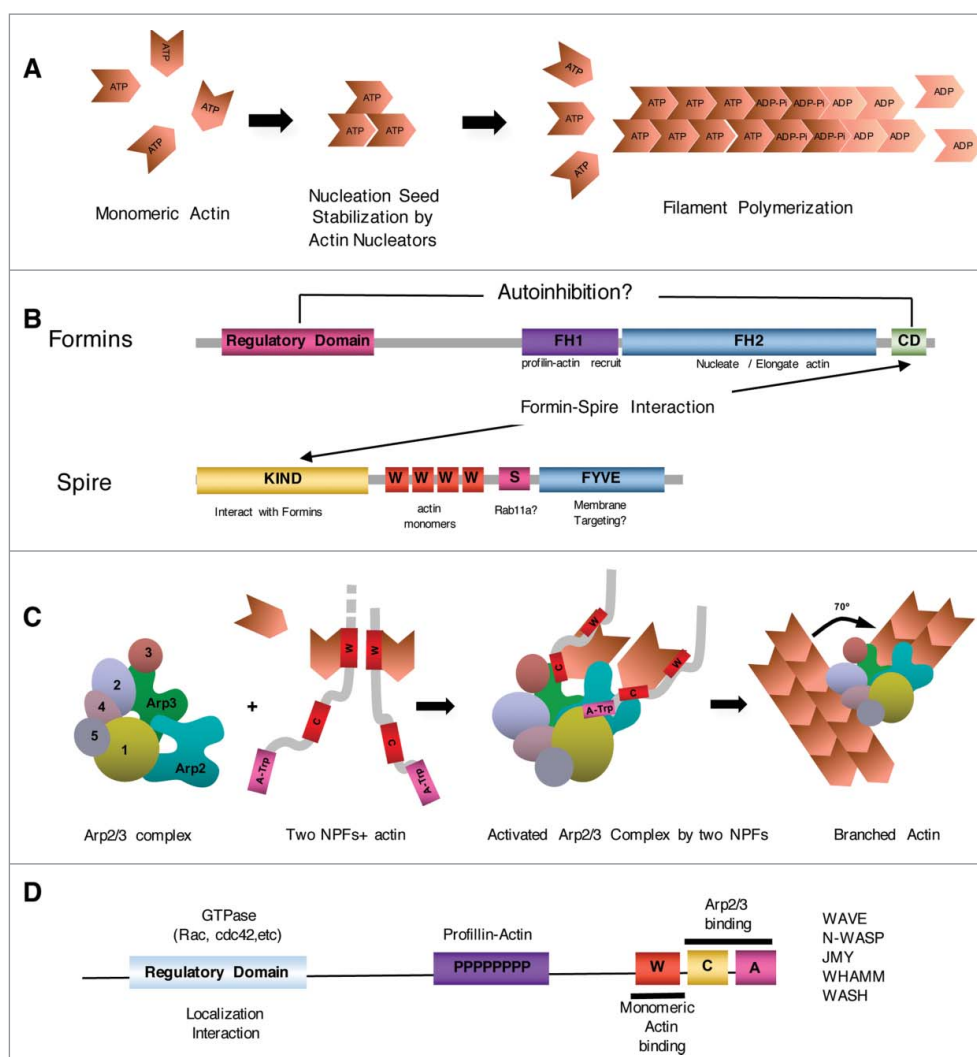 A
ATP
ATP
ATP
ATP
Monomeric Actin
ATP
ATP ATP
Nucleation Seed
Stabilization by
Actin Nucleators
ATP
ATP
ATP
ATP ATP ATP ADP-Pi ADP-Pi ADP ADP
ATP ATP ATP ATP ADP-Pi ADP-Pi ADP ADP
ADP
ADP
Filament Polymerization
B
Autoinhibition?
Formins
Regulatory Domain FH1 FH2 CD
profilin-actin recruit Nucleate / Elongate actin
Formin-Spire Interaction
Spire
KIND W W W W S FYVE
Interact with Formins
actin
monomers
Rab11a?
Membrane
Targeting?
C
3
2
4
5
1
Arp3
Arp2
Arp2/3 complex
+
W W
C C
A-Trp A-Trp
Two NPFs+ actin
W
C
W
C
A-Trp
Activated Arp2/3 Complex by two NPFs
70º
Branched Actin
D
GTPase
(Rac, cdc42,etc)
Regulatory Domain
Localization
Interaction
Profillin-Actin
PPPPPPPP
Arp2/3
binding
W C A
Monomeric
Actin
binding
WAVE
N-WASP
JMY
WHAMM
WASH